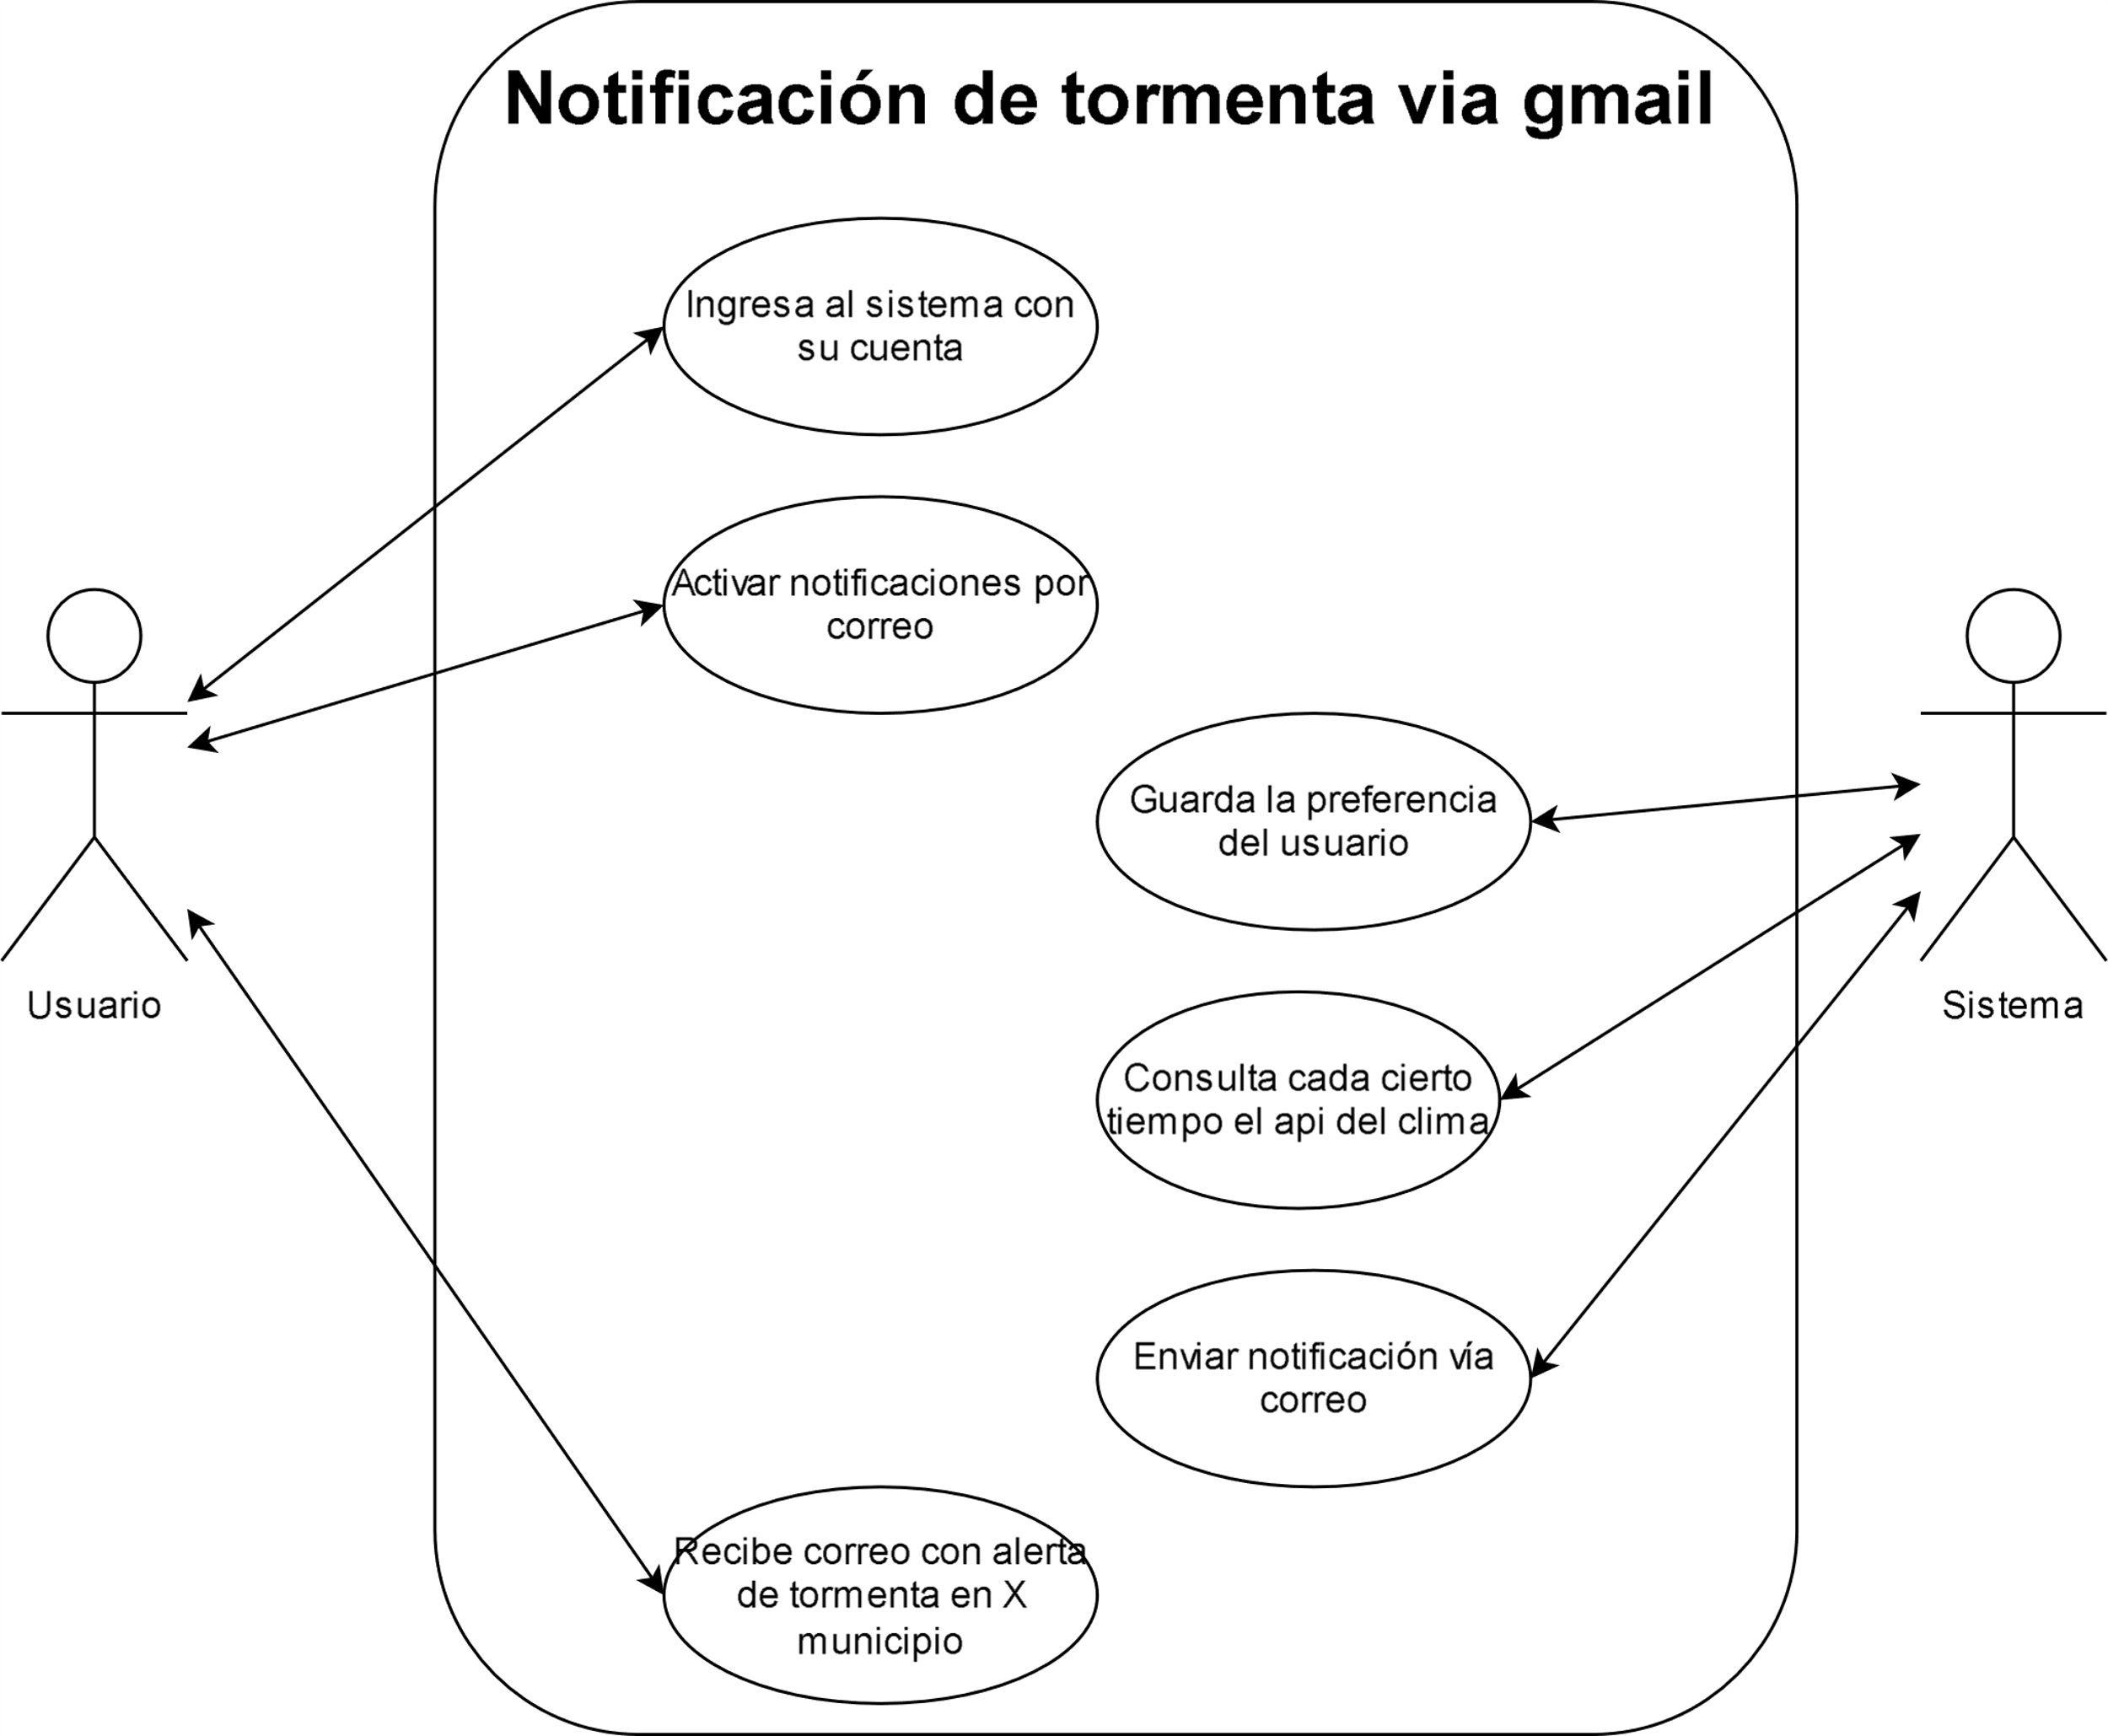 Notificación de tormenta via gmail
Ingresa al sistema con
su cuenta
Activar notificaciones por
correo
Guarda la preferencia
del usuario
Usuario
Sistema
Consulta cada cierto
tiempo el api del clima
Enviar notificación vía
correo
Recibe correo con alerta
de tormenta en X
municipio